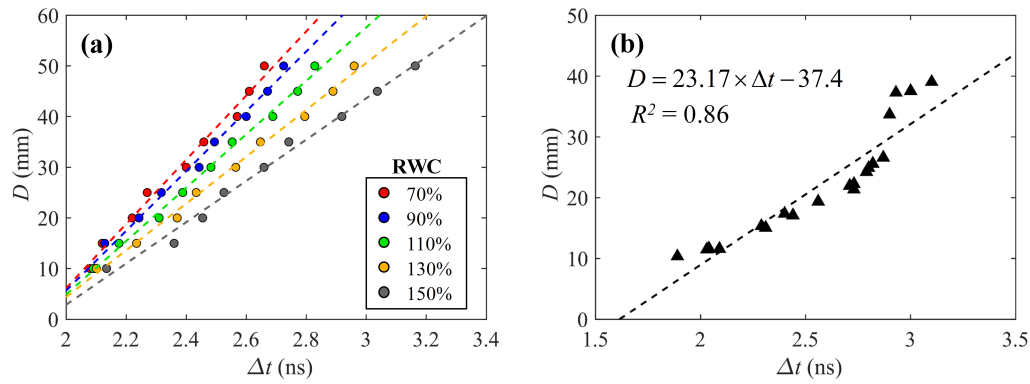 (a)
D (mm)
60
50
40
30
20
10
0
2 2.2 2.4 2.6 2.8 3 3.2 3.4
Δt (ns)
RWC
70%
90%
110%
130%
150%
(b)
D = 23.17 × Δt − 37.4
R² = 0.86
D (mm)
50
40
30
20
10
0
1.5 2 2.5 3 3.5
Δt (ns)